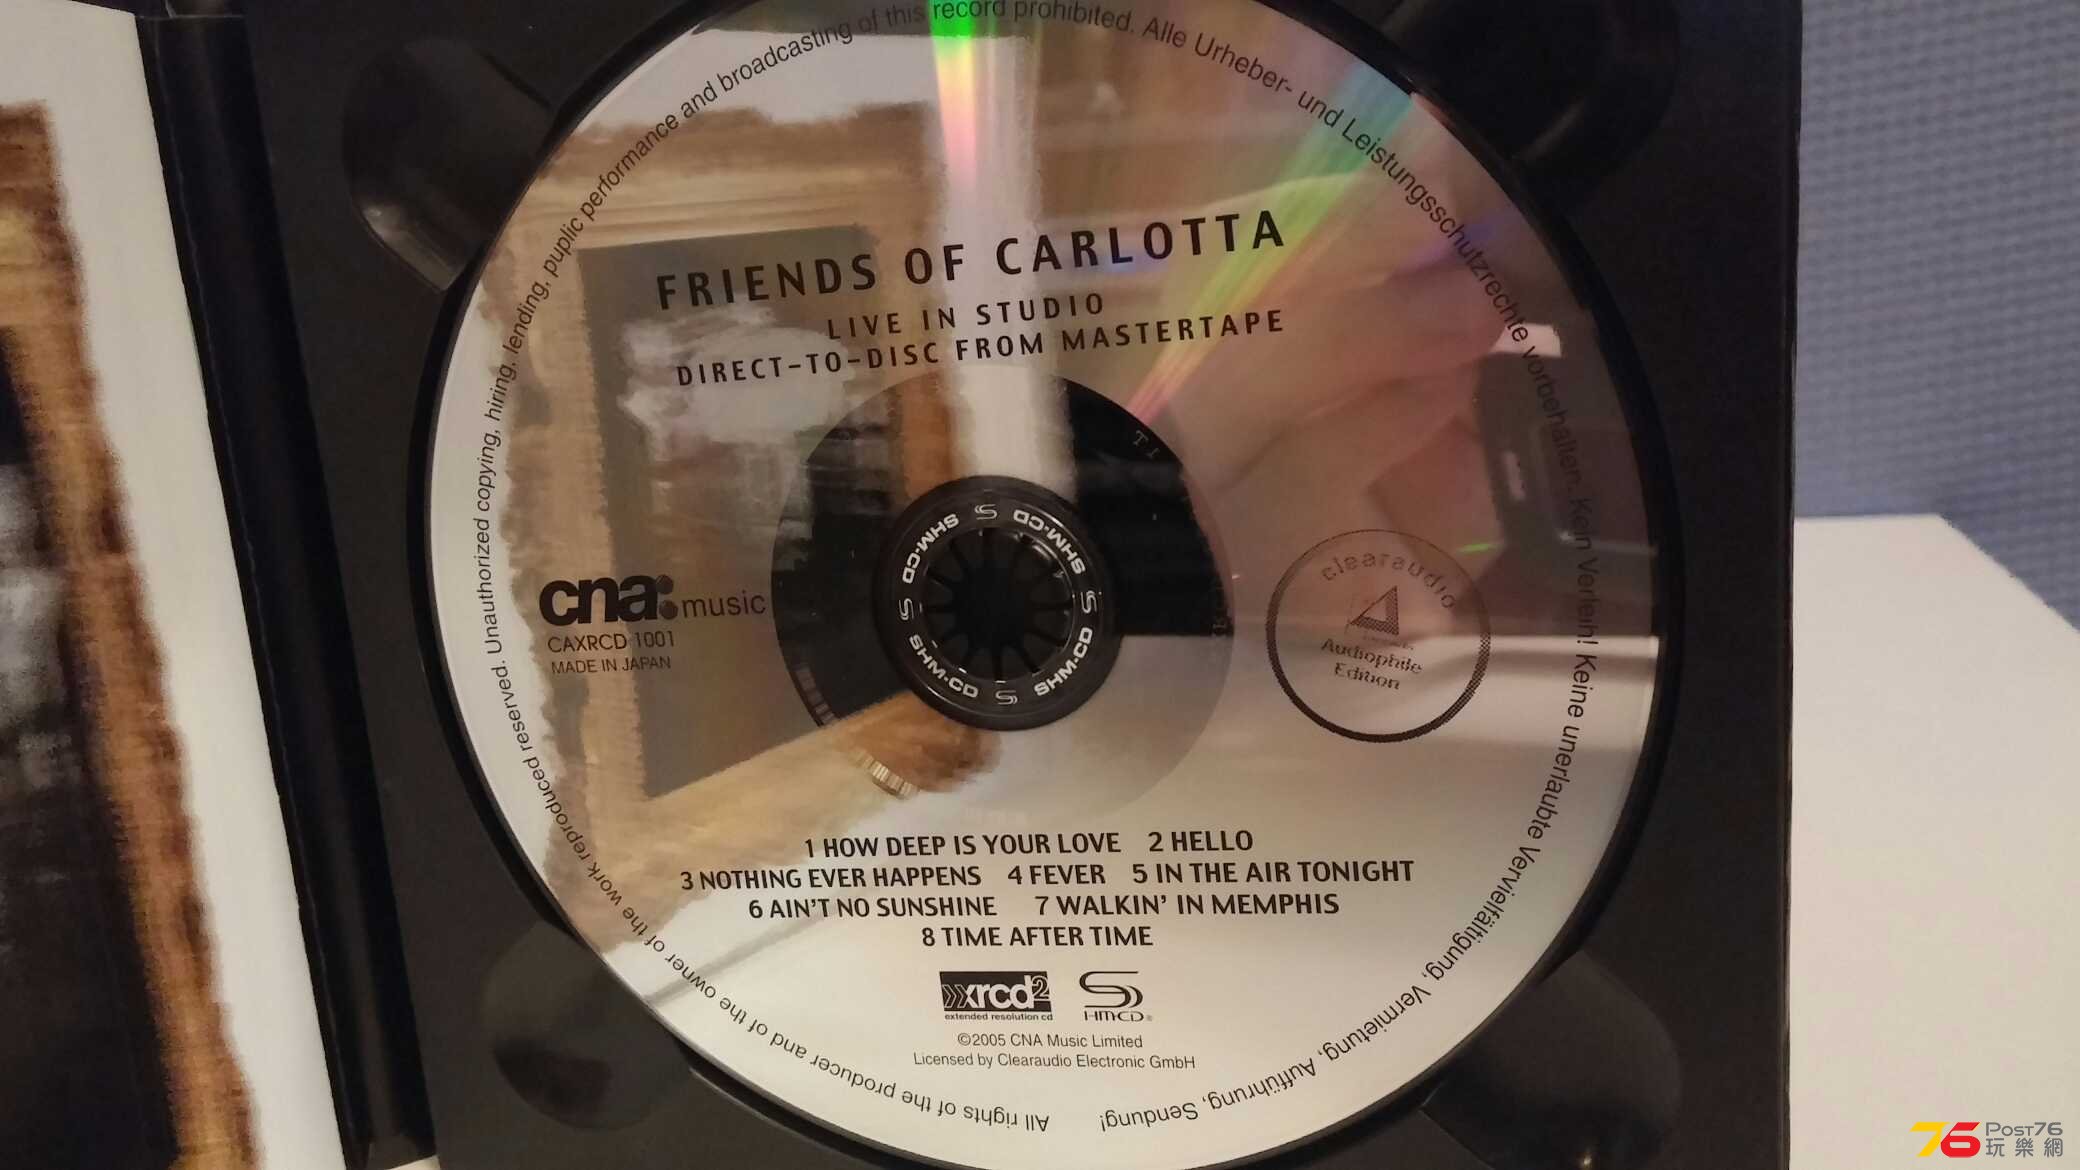 FRIENDS OF CARLOTTA
LIVE IN STUDIO
DIRECT-TO-DISC FROM MASTERTAPE
cna:music
CAXRCD 1001
MADE IN JAPAN
SHM-CD S SHM-CD S SHM-CD S SHM-CD S
clearaudio
Audiophile
Edition
1 HOW DEEP IS YOUR LOVE 2 HELLO
3 NOTHING EVER HAPPENS 4 FEVER 5 IN THE AIR TONIGHT
6 AIN'T NO SUNSHINE 7 WALKIN' IN MEMPHIS
8 TIME AFTER TIME
xrcd2
extended resolution cd
SHM-CD®
©2005 CNA Music Limited
Licensed by Clearaudio Electronic GmbH
All rights of the producer and of the owner of the work reproduced reserved. Unauthorized copying, hiring, lending, puplic performance and broadcasting of this record prohibited. Alle Urheber- und Leistungsschutzrechte vorbehalten. Kein Verleih! Keine unerlaubte Vervielfältigung, Vermietung, Aufführung, Sendung!
76 POST76
玩樂網